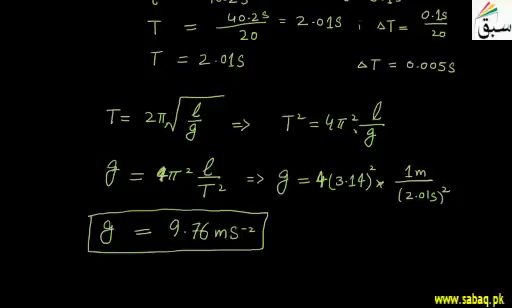 سبق
T = 40.2s/20 = 2.01s ; ΔT = 0.1s/20
T = 2.01s ΔT = 0.005s
T = 2π√(l/g) => T² = 4π² l/g
g = 4π² l/T² => g = 4(3.14)² × 1m/(2.01s)²
g = 9.76 ms⁻²
www.sabaq.pk